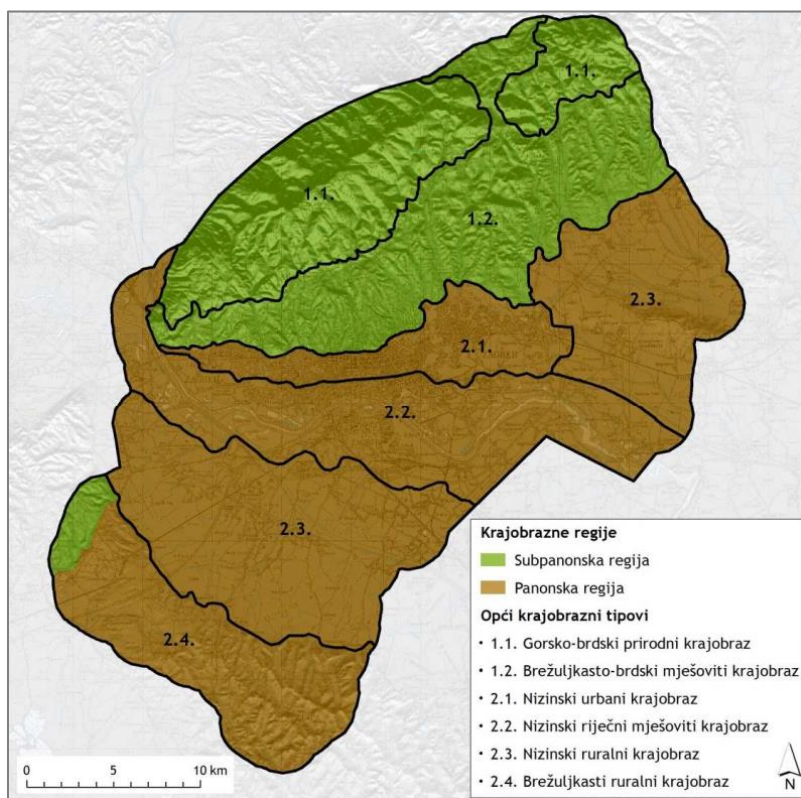 1.1.
1.1.
1.2.
2.3.
2.1.
2.2.
2.3.
2.4.
Krajobrazne regije
Subpanonska regija
Panonska regija
Opći krajobrazni tipovi
• 1.1. Gorsko-brdski prirodni krajobraz
• 1.2. Brežuljkasto-brdski mješoviti krajobraz
• 2.1. Nizinski urbani krajobraz
• 2.2. Nizinski riječni mješoviti krajobraz
• 2.3. Nizinski ruralni krajobraz
• 2.4. Brežuljkasti ruralni krajobraz
0 5 10 km
N